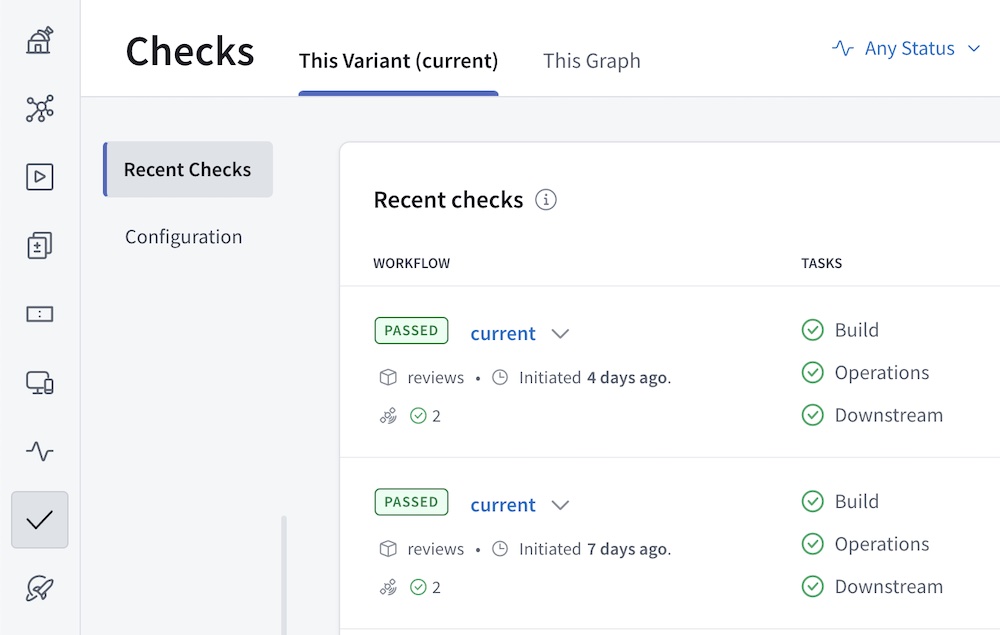 Checks
This Variant (current)
This Graph
Any Status
Recent Checks
Configuration
Recent checks
WORKFLOW
TASKS
PASSED
current
reviews • Initiated 4 days ago.
2
Build
Operations
Downstream
PASSED
current
reviews • Initiated 7 days ago.
2
Build
Operations
Downstream